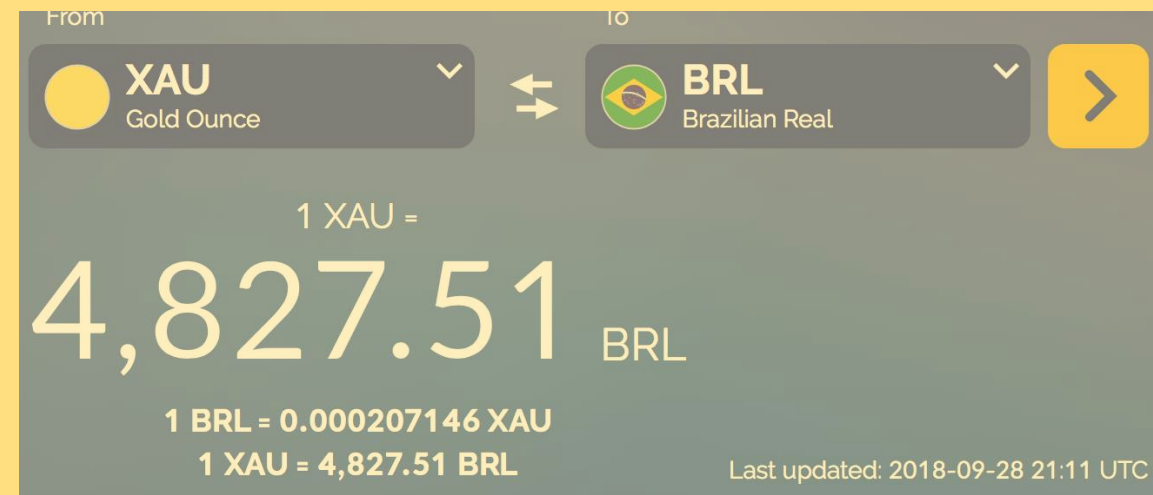 From To
XAU BRL
Gold Ounce Brazilian Real
1 XAU =
4,827.51 BRL
1 BRL = 0.000207146 XAU
1 XAU = 4,827.51 BRL
Last updated: 2018-09-28 21:11 UTC